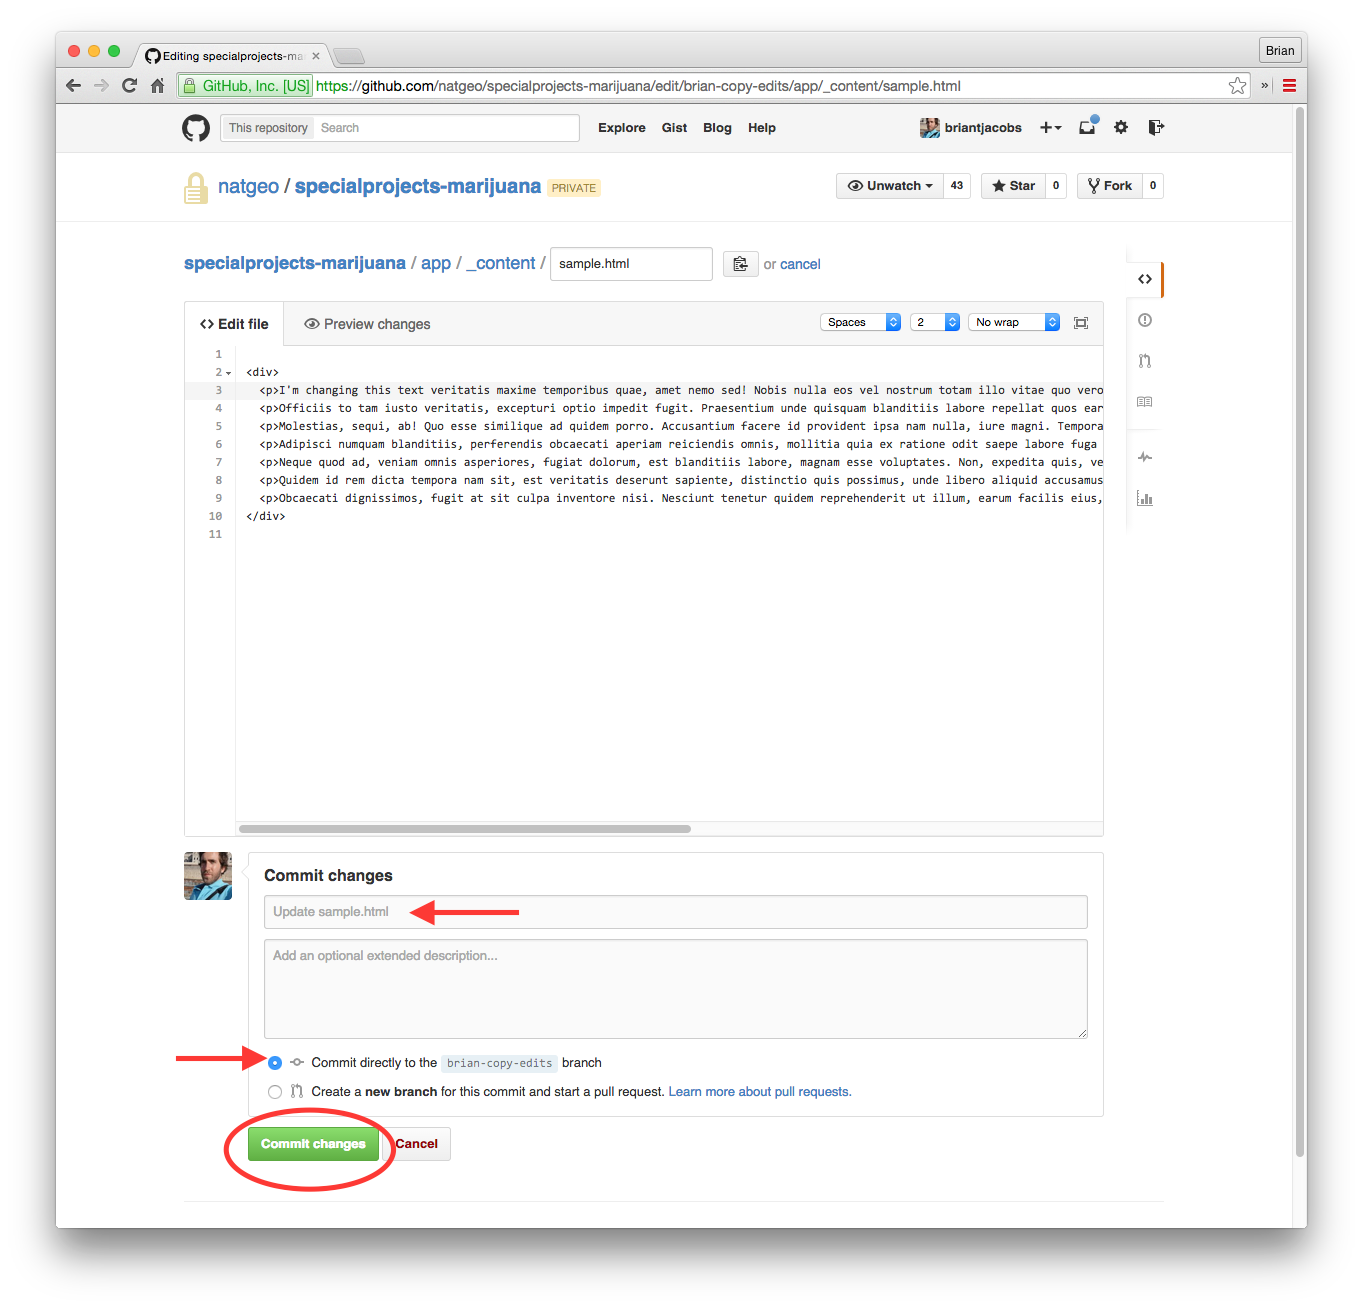 Editing specialprojects-ma
Brian
GitHub, Inc. [US] https://github.com/natgeo/specialprojects-marijuana/edit/brian-copy-edits/app/_content/sample.html
This repository Search Explore Gist Blog Help briantjacobs
natgeo / specialprojects-marijuana PRIVATE Unwatch 43 Star 0 Fork 0
specialprojects-marijuana / app / _content / sample.html or cancel
Edit file Preview changes Spaces 2 No wrap
1
2 <div>
3 <p>I'm changing this text veritatis maxime temporibus quae, amet nemo sed! Nobis nulla eos vel nostrum totam illo vitae quo vero
4 <p>Officiis to tam iusto veritatis, excepturi optio impedit fugit. Praesentium unde quisquam blanditiis labore repellat quos ear
5 <p>Molestias, sequi, ab! Quo esse similique ad quidem porro. Accusantium facere id provident ipsa nam nulla, iure magni. Tempora
6 <p>Adipisci numquam blanditiis, perferendis obcaecati aperiam reiciendis omnis, mollitia quia ex ratione odit saepe labore fuga
7 <p>Neque quod ad, veniam omnis asperiores, fugiat dolorum, est blanditiis labore, magnam esse voluptates. Non, expedita quis, ve
8 <p>Quidem id rem dicta tempora nam sit, est veritatis deserunt sapiente, distinctio quis possimus, unde libero aliquid accusamus
9 <p>Obcaecati dignissimos, fugit at sit culpa inventore nisi. Nesciunt tenetur quidem reprehenderit ut illum, earum facilis eius,
10 </div>
11
Commit changes
Update sample.html
Add an optional extended description...
Commit directly to the brian-copy-edits branch
Create a new branch for this commit and start a pull request. Learn more about pull requests.
Commit changes Cancel